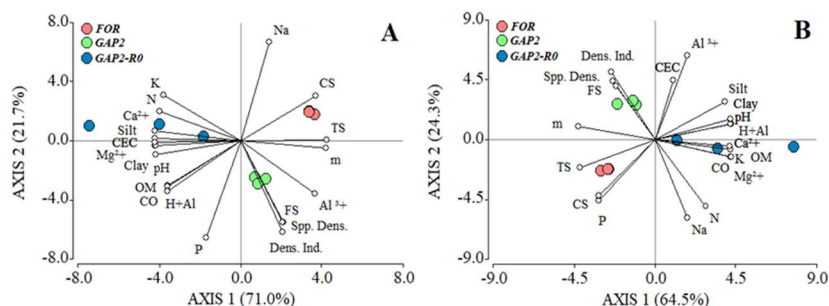 FOR
GAP2
GAP2-R0
A
AXIS 2 (21.7%)
8.0
4.0
0.0
-4.0
-8.0
Na
K
CS
N
Ca²⁺
Silt
TS
CEC
m
Mg²⁺
Clay
pH
OM
CO
H+Al
Al ³⁺
FS
Spp. Dens.
P
Dens. Ind.
-8.0
-4.0
0.0
4.0
8.0
AXIS 1 (71.0%)
FOR
GAP2
GAP2-R0
B
AXIS 2 (24.3%)
9.0
4.5
0.0
-4.5
-9.0
Al ³⁺
Dens. Ind.
CEC
Spp. Dens.
FS
Silt
Clay
pH
m
H+Al
Ca²⁺
K
OM
TS
CO
Mg²⁺
CS
P
N
Na
-9.0
-4.5
0.0
4.5
9.0
AXIS 1 (64.5%)